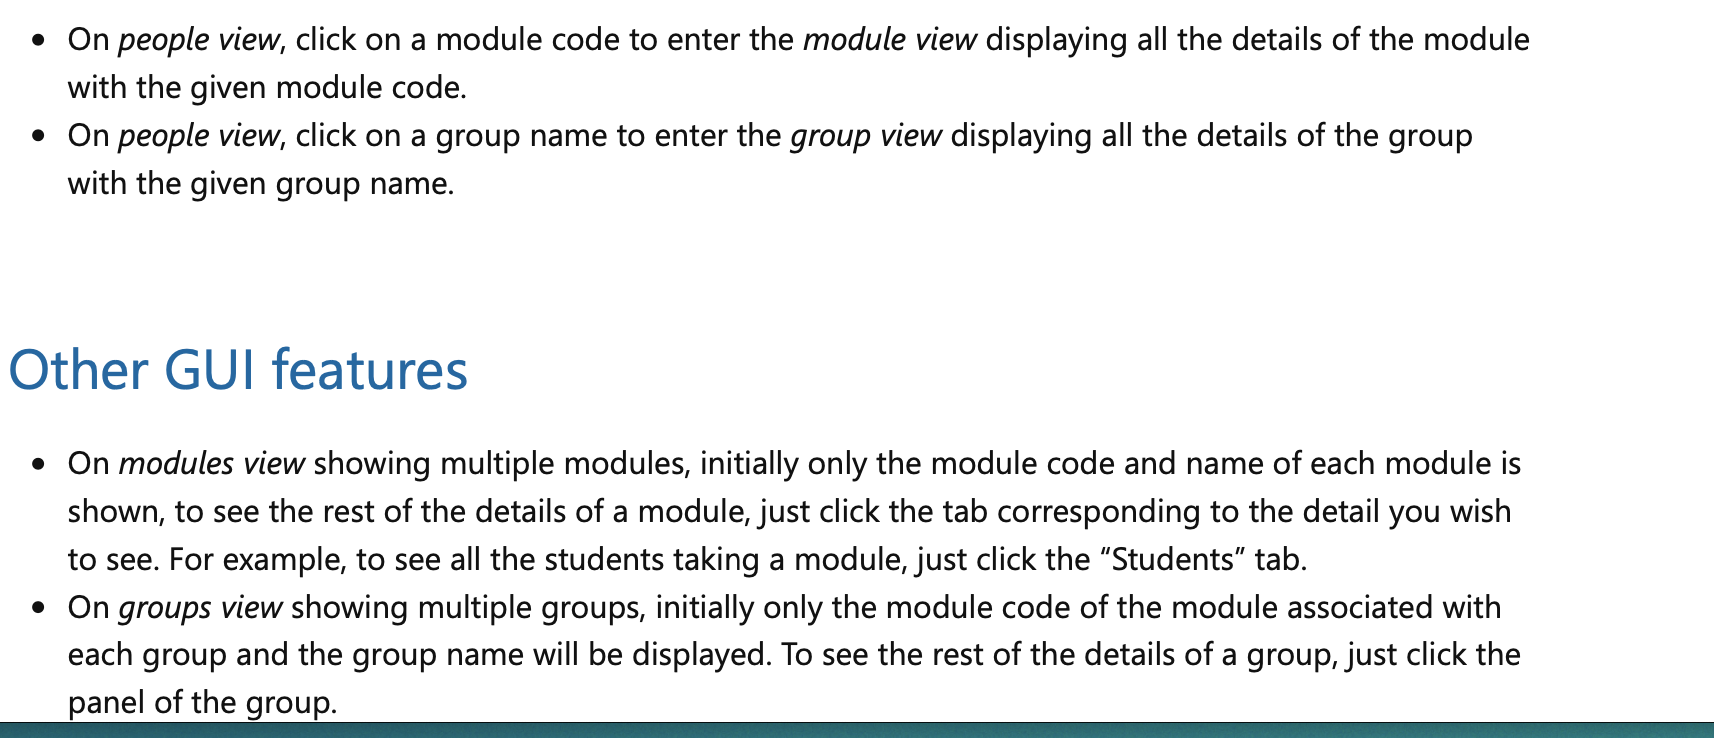 • On people view, click on a module code to enter the module view displaying all the details of the module
with the given module code.
• On people view, click on a group name to enter the group view displaying all the details of the group
with the given group name.
Other GUI features
• On modules view showing multiple modules, initially only the module code and name of each module is
shown, to see the rest of the details of a module, just click the tab corresponding to the detail you wish
to see. For example, to see all the students taking a module, just click the “Students” tab.
• On groups view showing multiple groups, initially only the module code of the module associated with
each group and the group name will be displayed. To see the rest of the details of a group, just click the
panel of the group.